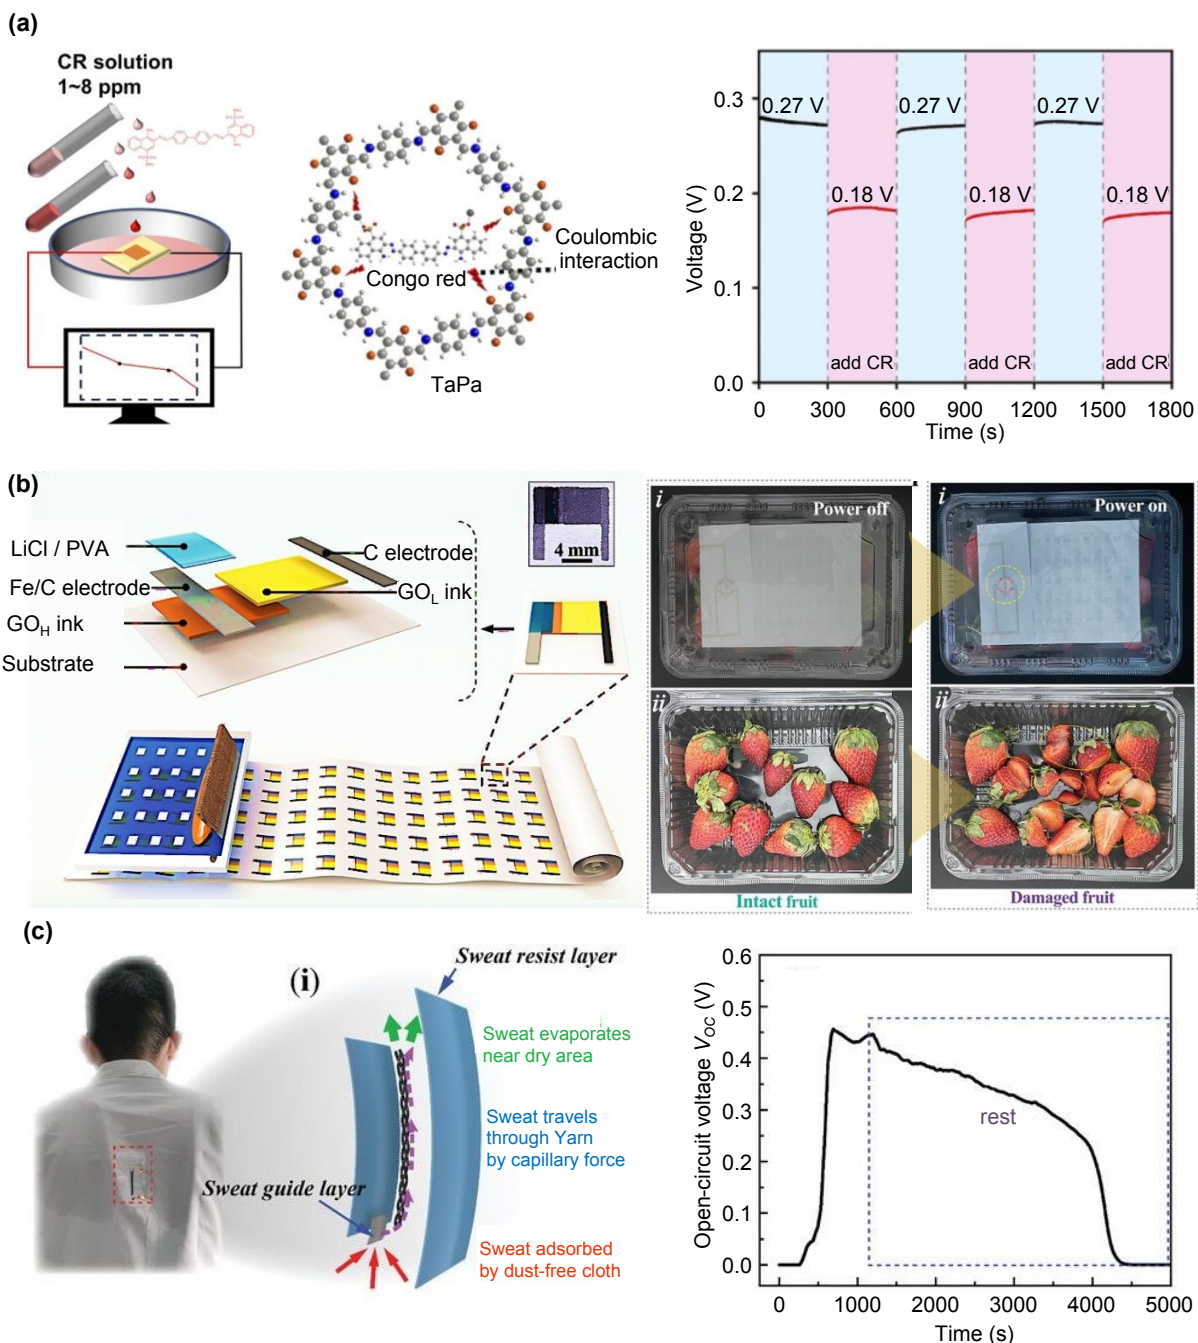 (a)
CR solution
1~8 ppm
Congo red
Coulombic
interaction
TaPa
Voltage (V)
0.3
0.2
0.1
0.0
0.27 V
0.27 V
0.27 V
0.18 V
0.18 V
0.18 V
add CR
add CR
add CR
0
300
600
900
1200
1500
1800
Time (s)
(b)
LiCl / PVA
Fe/C electrode
GOH ink
Substrate
C electrode
GOL ink
4 mm
i
Power off
i
Power on
ii
Intact fruit
ii
Damaged fruit
(c)
(i)
Sweat resist layer
Sweat evaporates
near dry area
Sweat travels
through Yarn
by capillary force
Sweat guide layer
Sweat adsorbed
by dust-free cloth
Open-circuit voltage VOC (V)
0.6
0.5
0.4
0.3
0.2
0.1
0.0
rest
0
1000
2000
3000
4000
5000
Time (s)